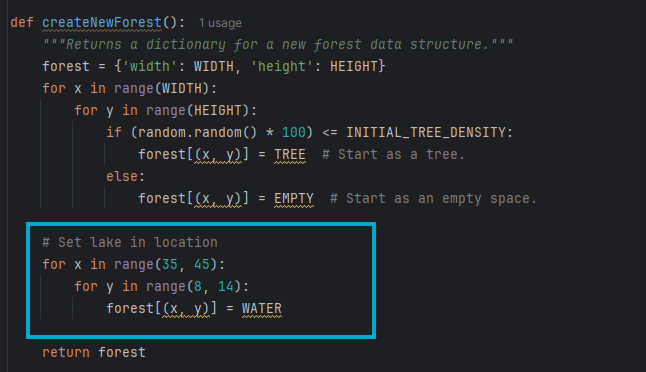 def createNewForest(): 1 usage
    """Returns a dictionary for a new forest data structure."""
    forest = {'width': WIDTH, 'height': HEIGHT}
    for x in range(WIDTH):
        for y in range(HEIGHT):
            if (random.random() * 100) <= INITIAL_TREE_DENSITY:
                forest[(x, y)] = TREE  # Start as a tree.
            else:
                forest[(x, y)] = EMPTY  # Start as an empty space.
    # Set lake in location
    for x in range(35, 45):
        for y in range(8, 14):
            forest[(x, y)] = WATER
    return forest